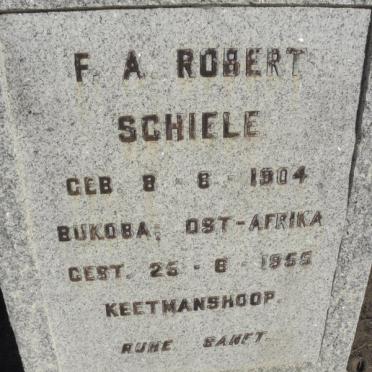 F. A. ROBERT
SCHIELE
GEB 8 - 6 - 1904
BUKOBA, OST-AFRIKA
GEST. 25 - 6 - 1955
KEETMANSHOOP.
RUHE SANFT.